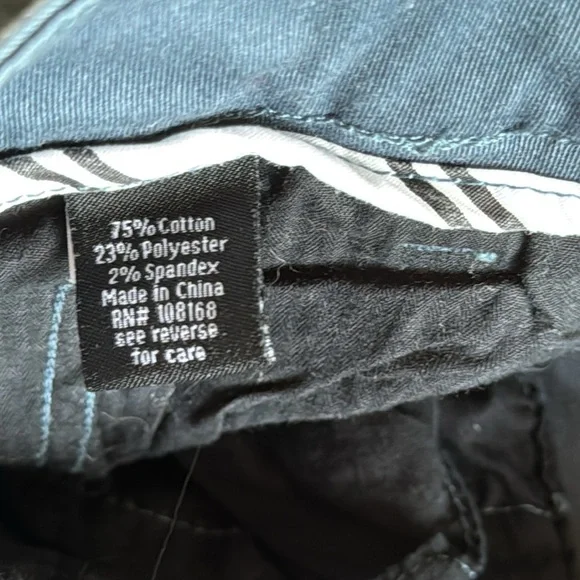 75% Cotton
23% Polyester
2% Spandex
Made in China
RN# 108168
see reverse
for care